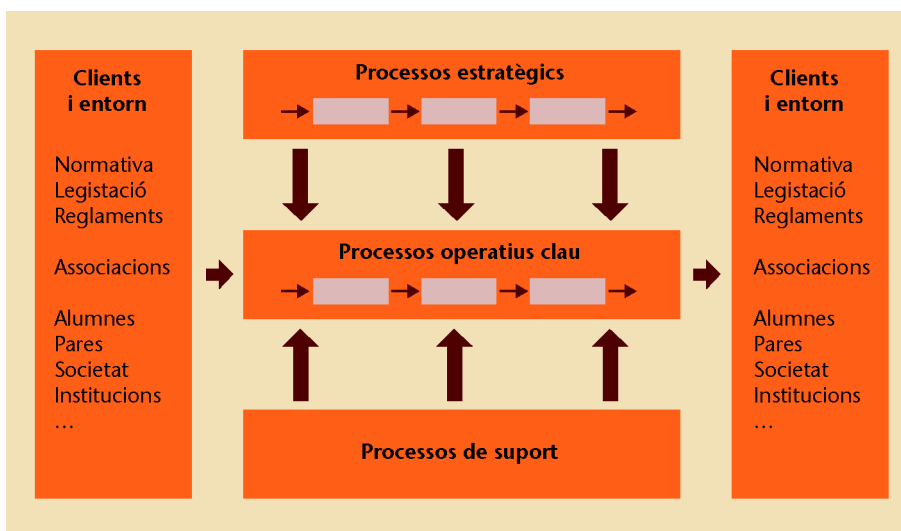 Clients
i entorn
Normativa
Legistació
Reglaments
Associacions
Alumnes
Pares
Societat
Institucions
...
Processos estratègics
Processos operatius clau
Processos de suport
Clients
i entorn
Normativa
Legistació
Reglaments
Associacions
Alumnes
Pares
Societat
Institucions
...